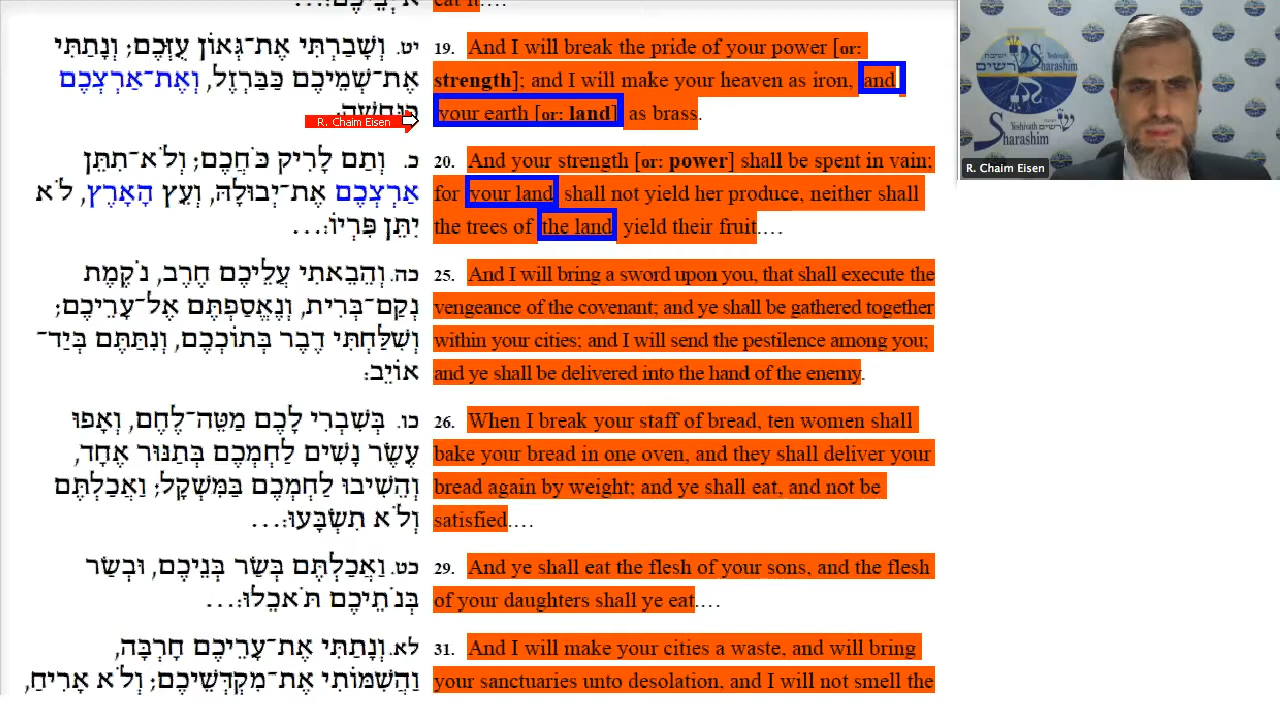 יט. וְשָׁבַרְתִּי אֶת־גְּאוֹן עֻזְּכֶם; וְנָתַתִּי
אֶת־שְׁמֵיכֶם כַּבַּרְזֶל, וְאֶת־אַרְצְכֶם
כ. וְתַם לָרִיק כֹּחֲכֶם; וְלֹא־תִתֵּן
אַרְצְכֶם אֶת־יְבוּלָהּ, וְעֵץ הָאָרֶץ, לֹא
יִתֵּן פִּרְיוֹ:...
כה. וְהֵבֵאתִי עֲלֵיכֶם חֶרֶב, נֹקֶמֶת
נְקַם־בְּרִית, וְנֶאֱסַפְתֶּם אֶל־עָרֵיכֶם;
וְשִׁלַּחְתִּי דֶבֶר בְּתוֹכְכֶם, וְנִתַּתֶּם בְּיַד־
אוֹיֵב:
כו. בְּשִׁבְרִי לָכֶם מַטֵּה־לֶחֶם, וְאָפוּ
עֶשֶׂר נָשִׁים לַחְמְכֶם בְּתַנּוּר אֶחָד,
וְהֵשִׁיבוּ לַחְמְכֶם בַּמִּשְׁקָל; וַאֲכַלְתֶּם
וְלֹא תִשְׂבָּעוּ:...
כט. וַאֲכַלְתֶּם בְּשַׂר בְּנֵיכֶם, וּבְשַׂר
בְּנֹתֵיכֶם תֹּאכֵלוּ:...
לא. וְנָתַתִּי אֶת־עָרֵיכֶם חָרְבָּה,
וַהֲשִׁמּוֹתִי אֶת־מִקְדְּשֵׁיכֶם; וְלֹא אָרִיחַ,
eat it....
19. And I will break the pride of your power [or:
strength]; and I will make your heaven as iron, and
your earth [or: land] as brass.
20. And your strength [or: power] shall be spent in vain;
for your land shall not yield her produce, neither shall
the trees of the land yield their fruit....
25. And I will bring a sword upon you, that shall execute the
vengeance of the covenant; and ye shall be gathered together
within your cities; and I will send the pestilence among you;
and ye shall be delivered into the hand of the enemy.
26. When I break your staff of bread, ten women shall
bake your bread in one oven, and they shall deliver your
bread again by weight; and ye shall eat, and not be
satisfied....
29. And ye shall eat the flesh of your sons, and the flesh
of your daughters shall ye eat....
31. And I will make your cities a waste, and will bring
your sanctuaries unto desolation, and I will not smell the
R. Chaim Eisen
Yeshivath
Sharashim
ישיבת
שרשים
R. Chaim Eisen